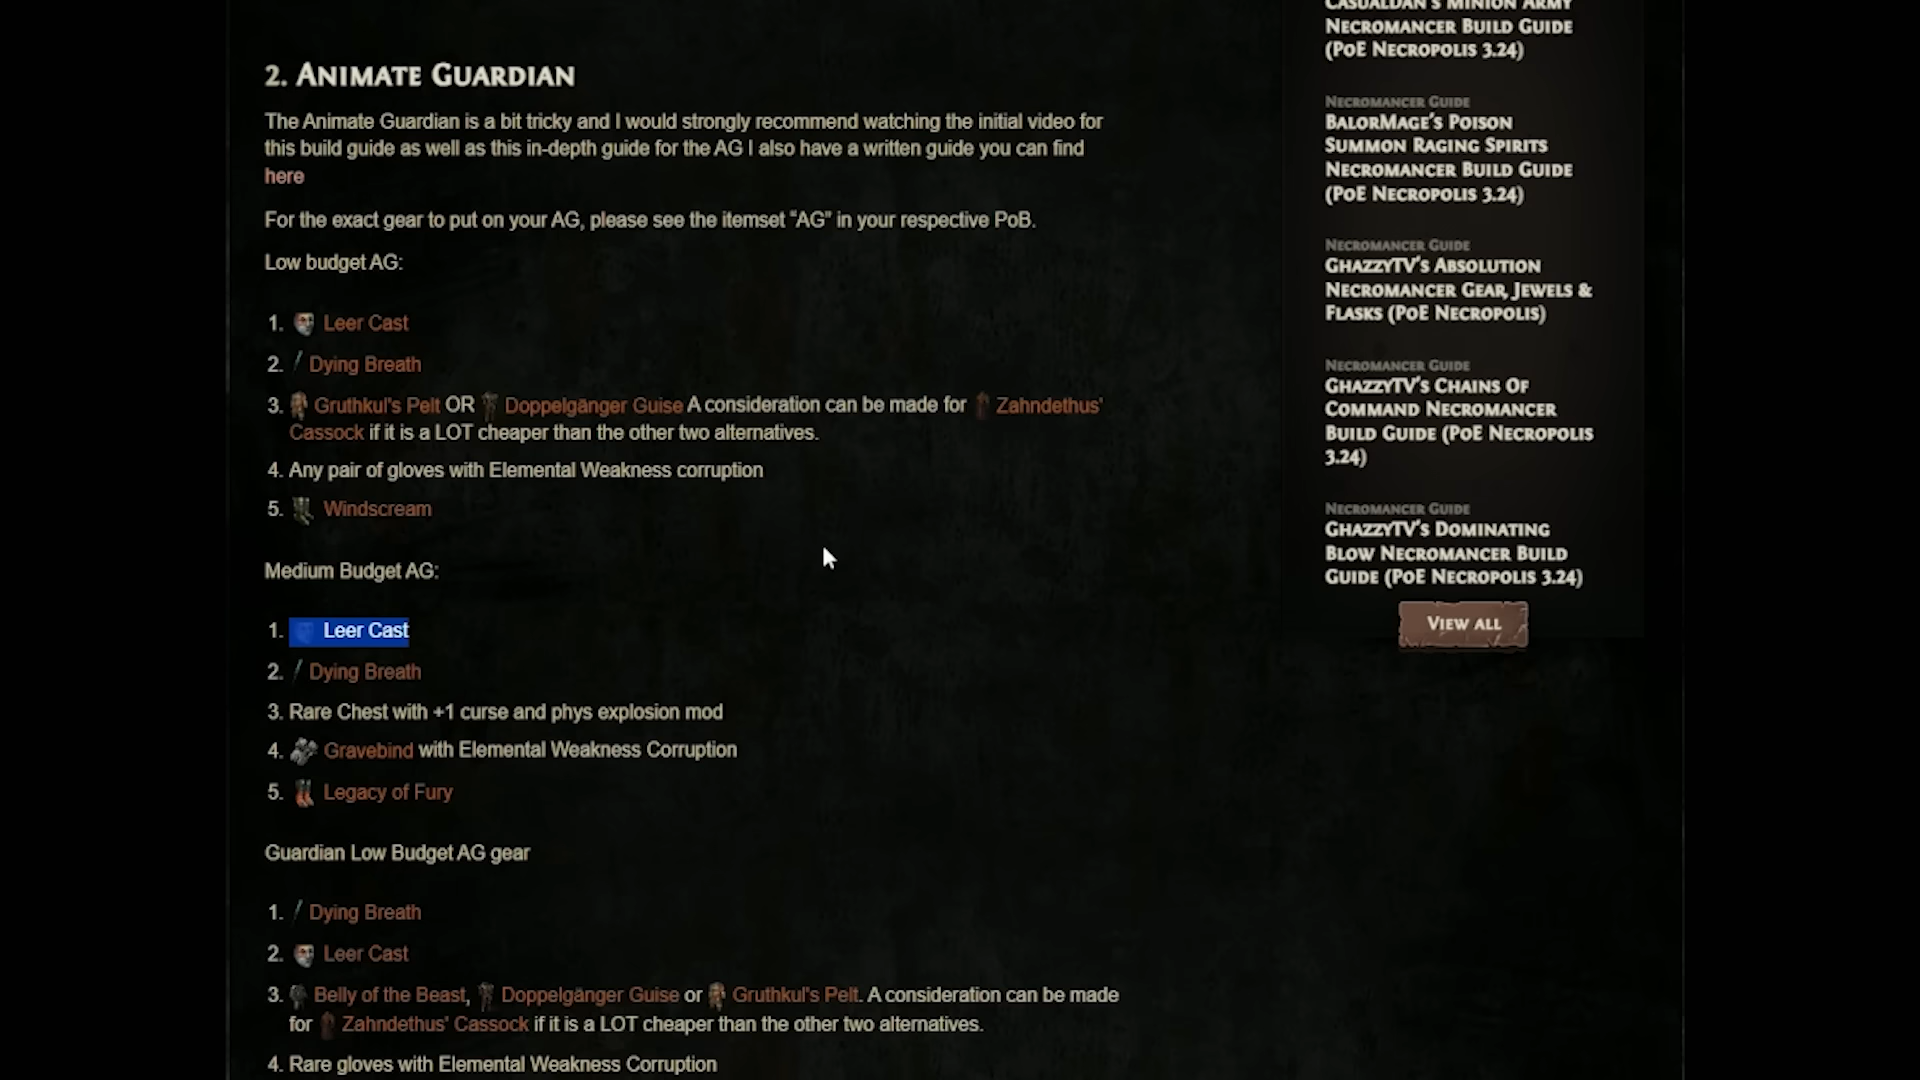 2. Animate Guardian
The Animate Guardian is a bit tricky and I would strongly recommend watching the initial video for
this build guide as well as this in-depth guide for the AG I also have a written guide you can find
here
For the exact gear to put on your AG, please see the itemset "AG" in your respective PoB.
Low budget AG:
1. Leer Cast
2. Dying Breath
3. Gruthkul's Pelt OR Doppelgänger Guise A consideration can be made for Zahndethus'
Cassock if it is a LOT cheaper than the other two alternatives.
4. Any pair of gloves with Elemental Weakness corruption
5. Windscream
Medium Budget AG:
1. Leer Cast
2. Dying Breath
3. Rare Chest with +1 curse and phys explosion mod
4. Gravebind with Elemental Weakness Corruption
5. Legacy of Fury
Guardian Low Budget AG gear
1. Dying Breath
2. Leer Cast
3. Belly of the Beast, Doppelgänger Guise or Gruthkul's Pelt. A consideration can be made
for Zahndethus' Cassock if it is a LOT cheaper than the other two alternatives.
4. Rare gloves with Elemental Weakness Corruption
CasualDan's Minion Army
Necromancer Build Guide
(PoE Necropolis 3.24)
Necromancer Guide
BalorMage's Poison
Summon Raging Spirits
Necromancer Build Guide
(PoE Necropolis 3.24)
Necromancer Guide
GhazzyTV's Absolution
Necromancer Gear, Jewels &
Flasks (PoE Necropolis)
Necromancer Guide
GhazzyTV's Chains Of
Command Necromancer
Build Guide (PoE Necropolis
3.24)
Necromancer Guide
GhazzyTV's Dominating
Blow Necromancer Build
Guide (PoE Necropolis 3.24)
View All